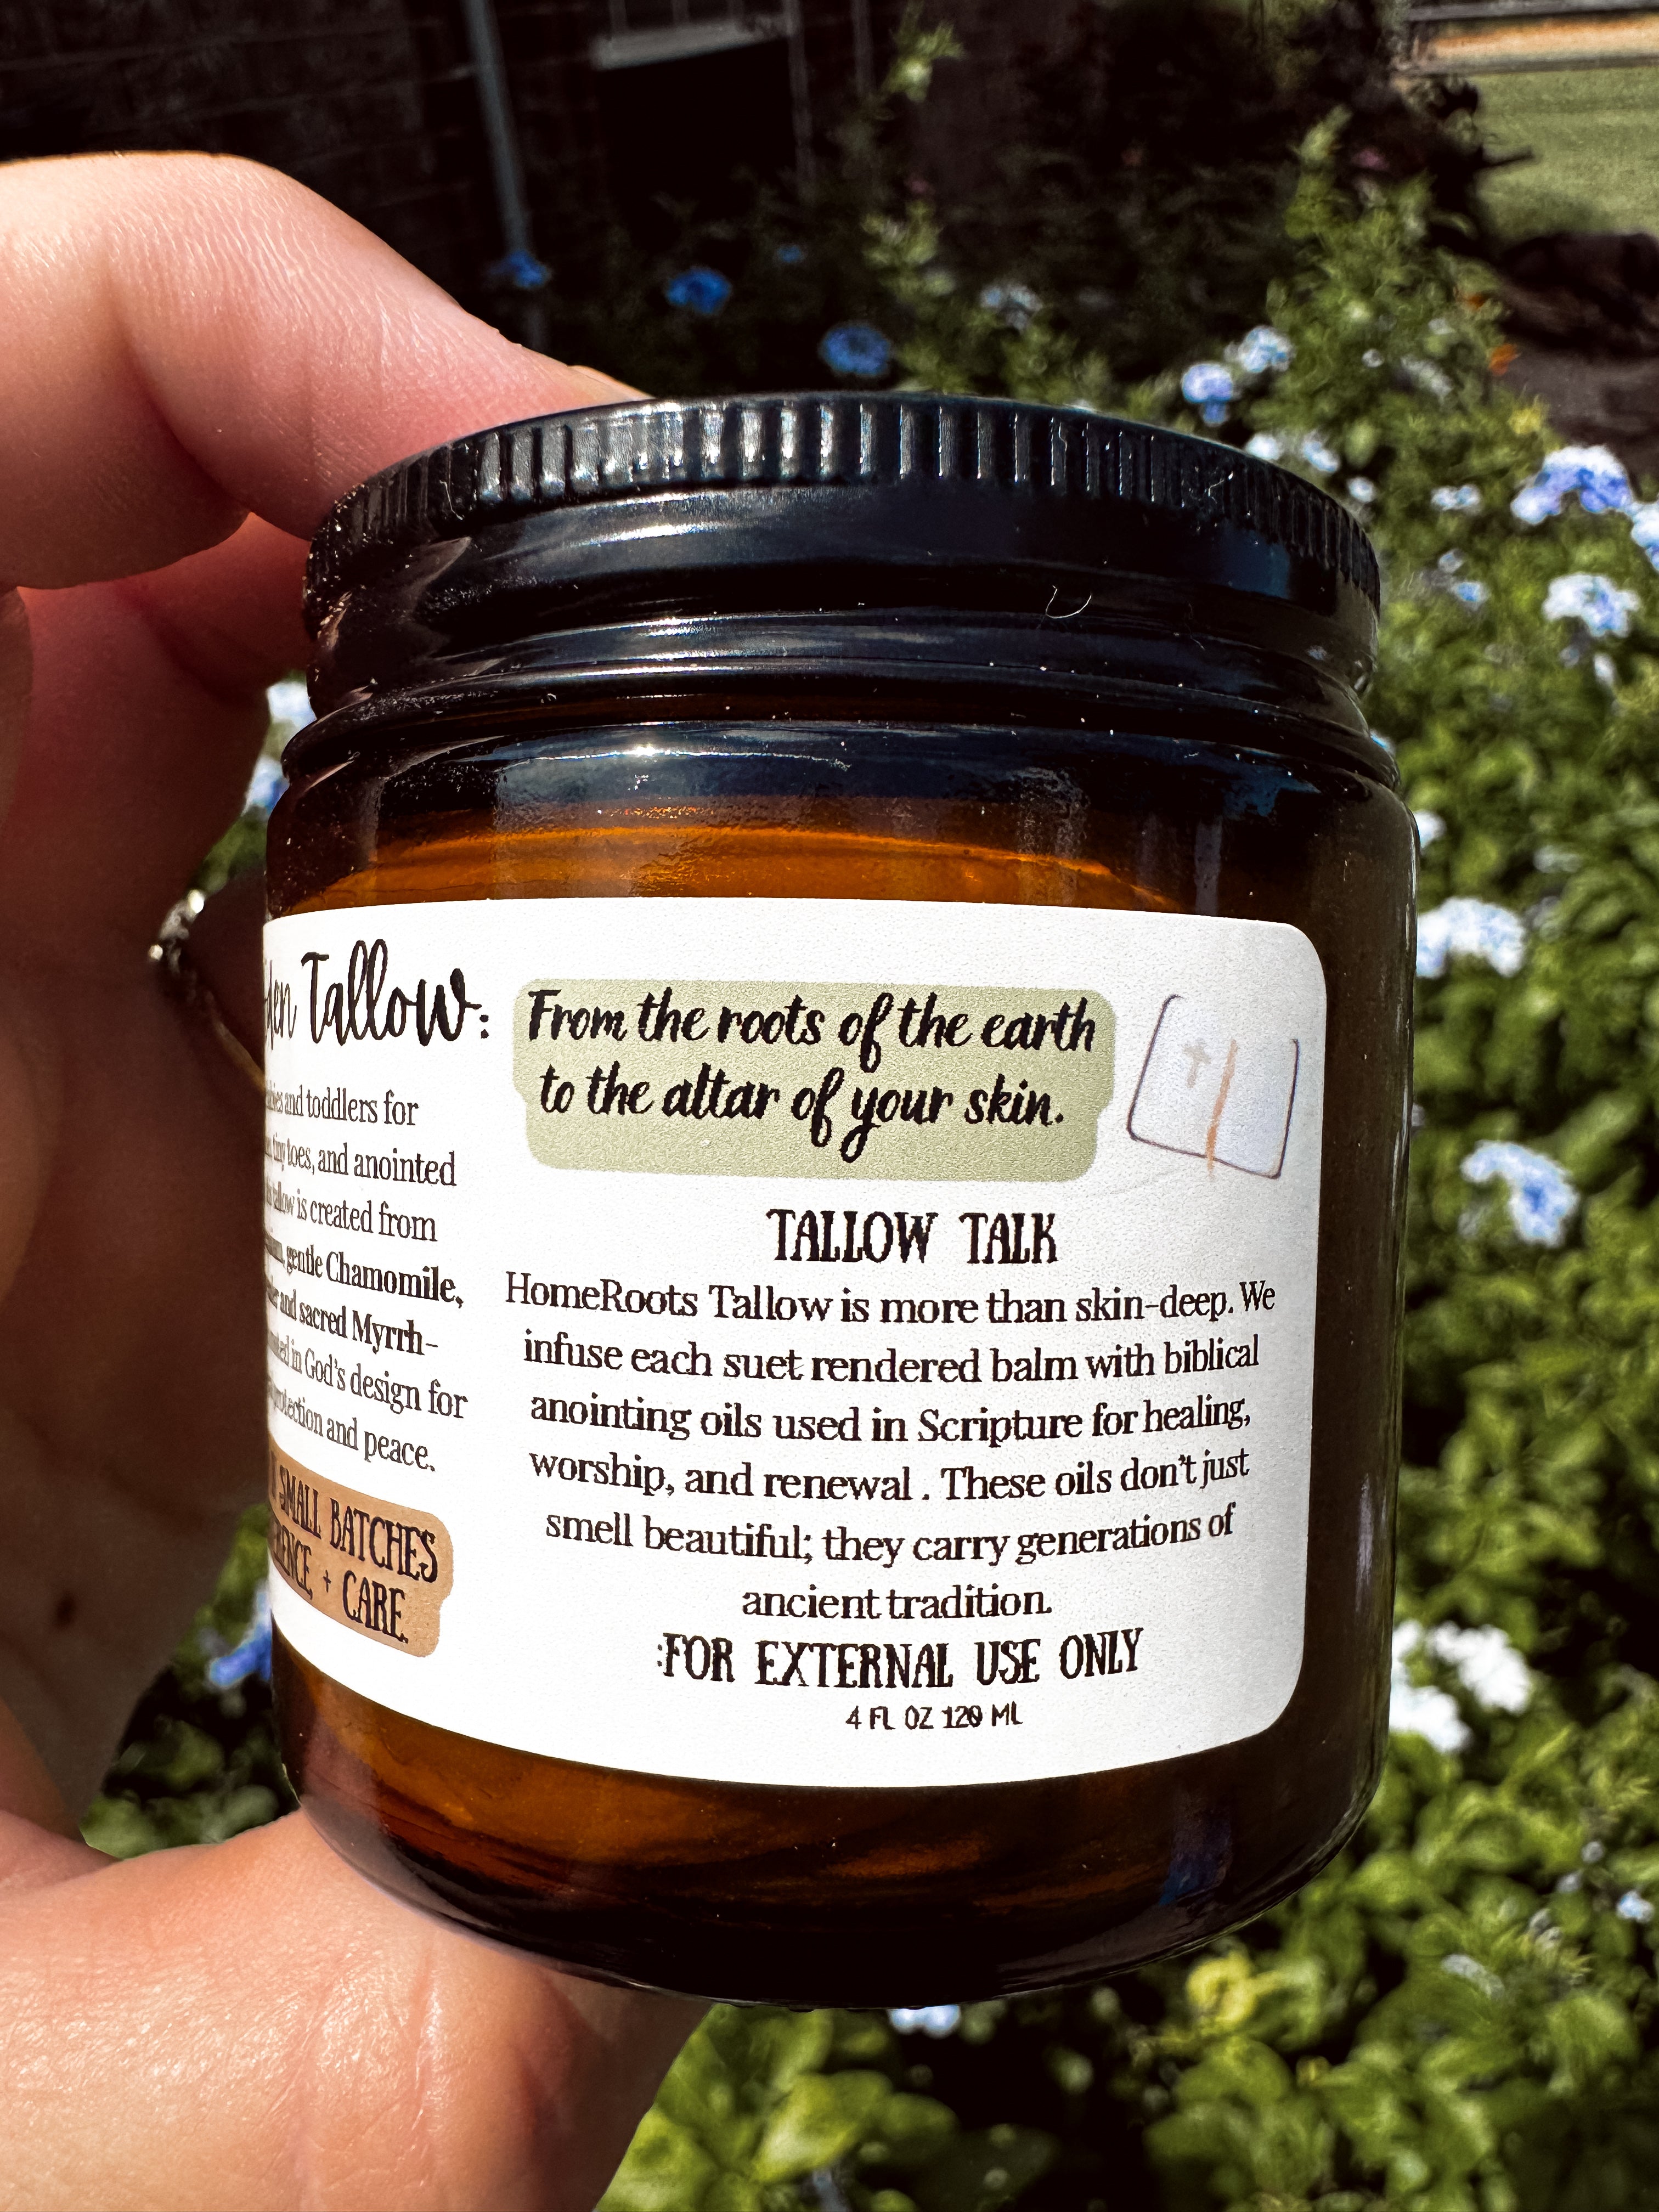 Tallow:
and toddlers for
toes, and anointed
tallow is created from
gentle Chamomile,
and sacred Myrrh-
in God's design for
protection and peace.
SMALL BATCHES
+ CARE.
From the roots of the earth
to the altar of your skin.
TALLOW TALK
HomeRoots Tallow is more than skin-deep. We
infuse each suet rendered balm with biblical
anointing oils used in Scripture for healing,
worship, and renewal . These oils don't just
smell beautiful; they carry generations of
ancient tradition.
:FOR EXTERNAL USE ONLY
4 FL OZ 120 ML